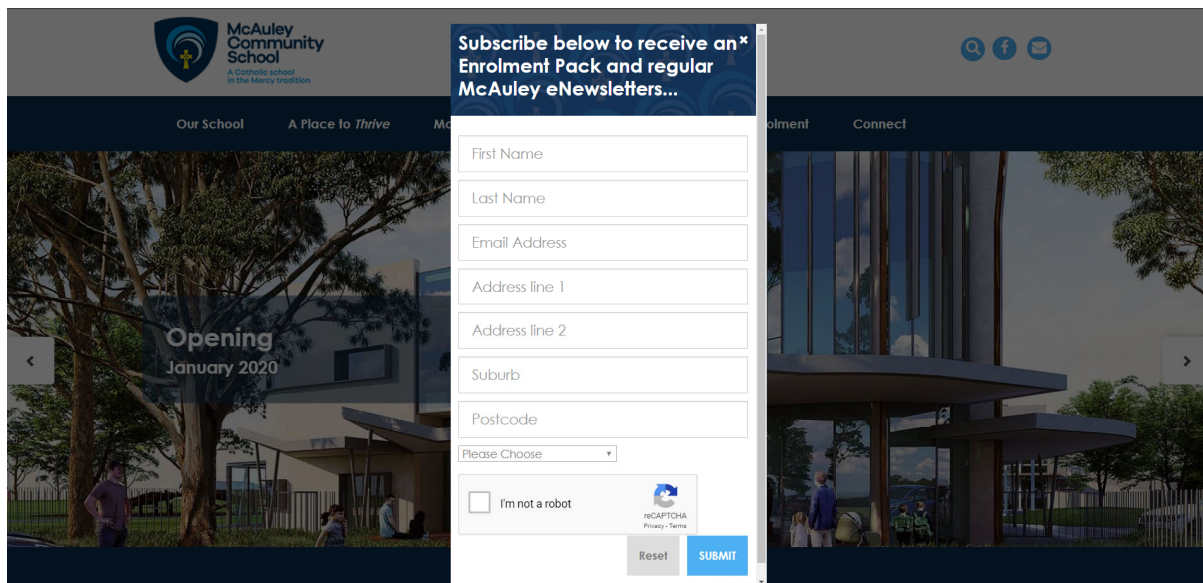 McAuley
Community
School
A Catholic school
in the Mercy tradition
Our School A Place to Thrive Connect
Opening
January 2020
Subscribe below to receive an
Enrolment Pack and regular
McAuley eNewsletters...
First Name
Last Name
Email Address
Address line 1
Address line 2
Suburb
Postcode
Please Choose
I'm not a robot
reCAPTCHA
Privacy - Terms
Reset SUBMIT